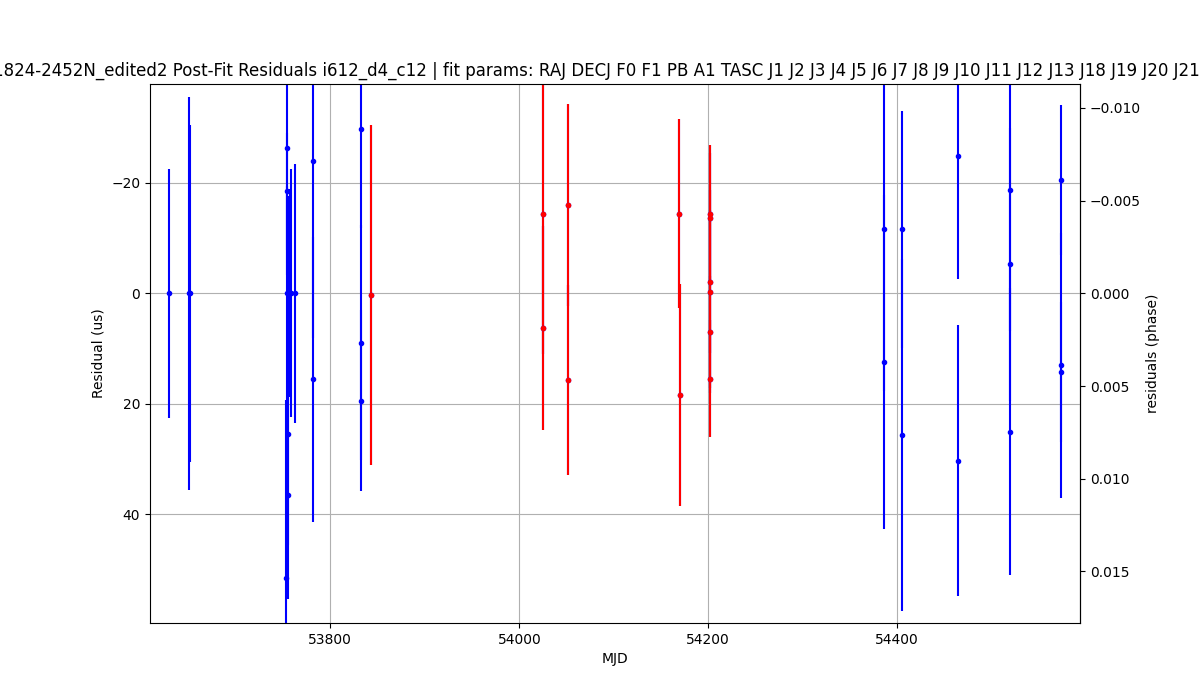 .824-2452N_edited2 Post-Fit Residuals i612_d4_c12 | fit params: RAJ DECJ F0 F1 PB A1 TASC J1 J2 J3 J4 J5 J6 J7 J8 J9 J10 J11 J12 J13 J18 J19 J20 J21
−0.010
−20
−0.005
Residual (us)
0
0.000
residuals (phase)
0.005
20
0.010
40
0.015
53800 54000 54200 54400
MJD